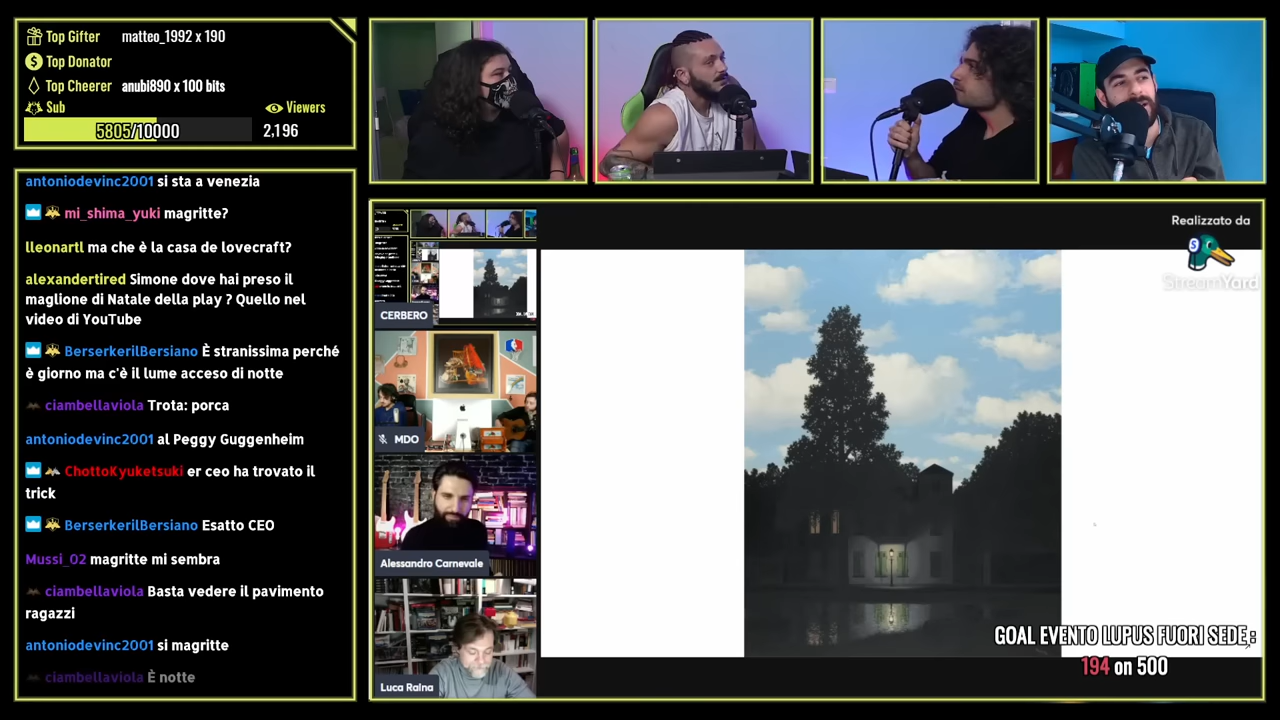 Top Gifter matteo_1992 x 190
Top Donator
Top Cheerer anubi890 x 100 bits
Sub
Viewers
5805/10000
2,196
antoniodevinc2001 si sta a venezia
mi_shima_yuki magritte?
lleonartl ma che è la casa de lovecraft?
alexandertired Simone dove hai preso il
maglione di Natale della play ? Quello nel
video di YouTube
BerserkerilBersiano È stranissima perché
è giorno ma c'è il lume acceso di notte
ciambellaviola Trota: porca
antoniodevinc2001 al Peggy Guggenheim
ChottoKyuketsuki er ceo ha trovato il
trick
BerserkerilBersiano Esatto CEO
Mussi_02 magritte mi sembra
ciambellaviola Basta vedere il pavimento
ragazzi
antoniodevinc2001 si magritte
ciambellaviola È notte
Realizzato da
StreamYard
CERBERO
MDO
Alessandro Carnevale
Luca Raina
GOAL EVENTO LUPUS FUORI SEDE :
194 on 500